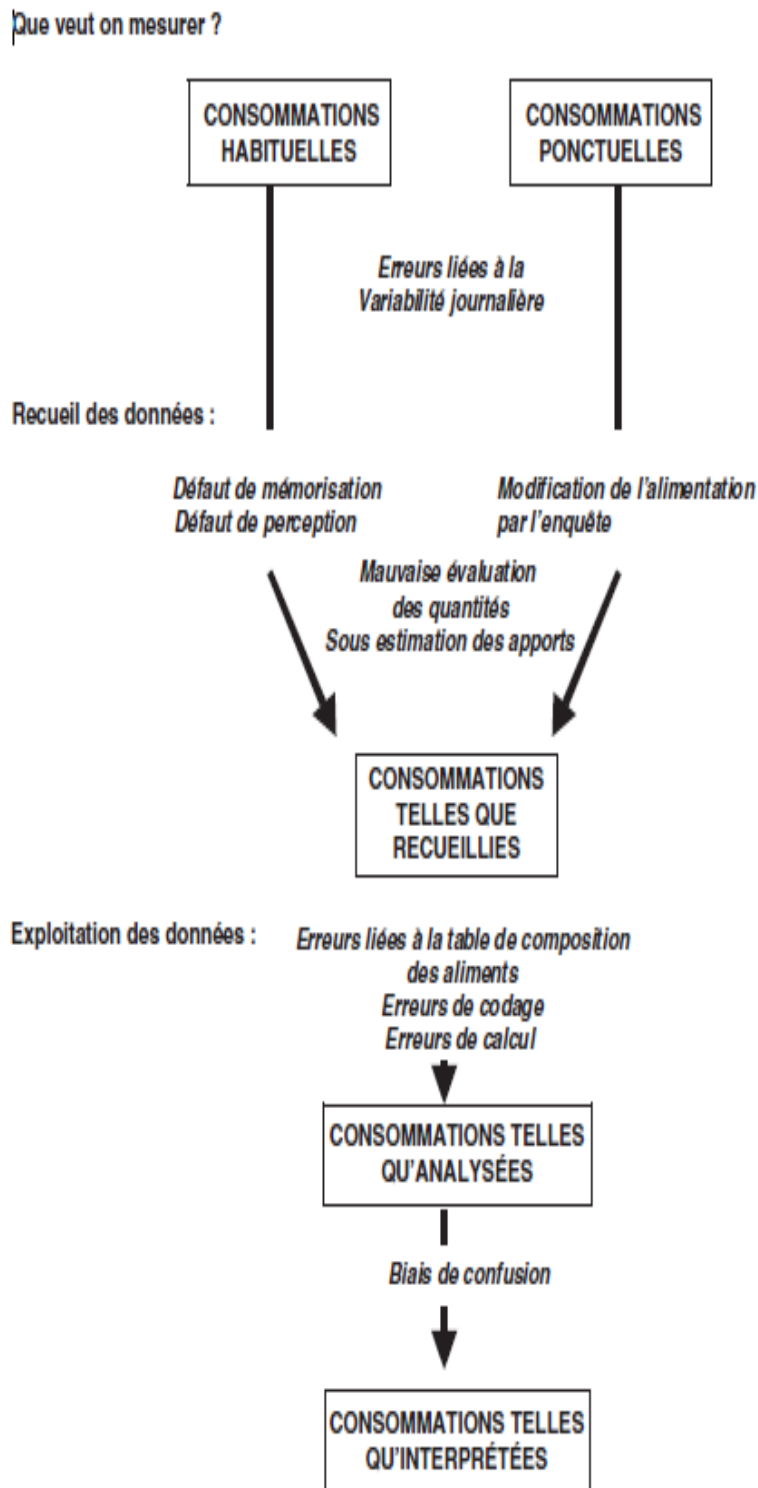 Que veut on mesurer ?
CONSOMMATIONS
HABITUELLES
CONSOMMATIONS
PONCTUELLES
Erreurs liées à la
Variabilité journalière
Recueil des données :
Défaut de mémorisation
Défaut de perception
Modification de l'alimentation
par l'enquête
Mauvaise évaluation
des quantités
Sous estimation des apports
CONSOMMATIONS
TELLES QUE
RECUEILLIES
Exploitation des données :
Erreurs liées à la table de composition
des aliments
Erreurs de codage
Erreurs de calcul
CONSOMMATIONS TELLES
QU'ANALYSÉES
Biais de confusion
CONSOMMATIONS TELLES
QU'INTERPRÉTÉES